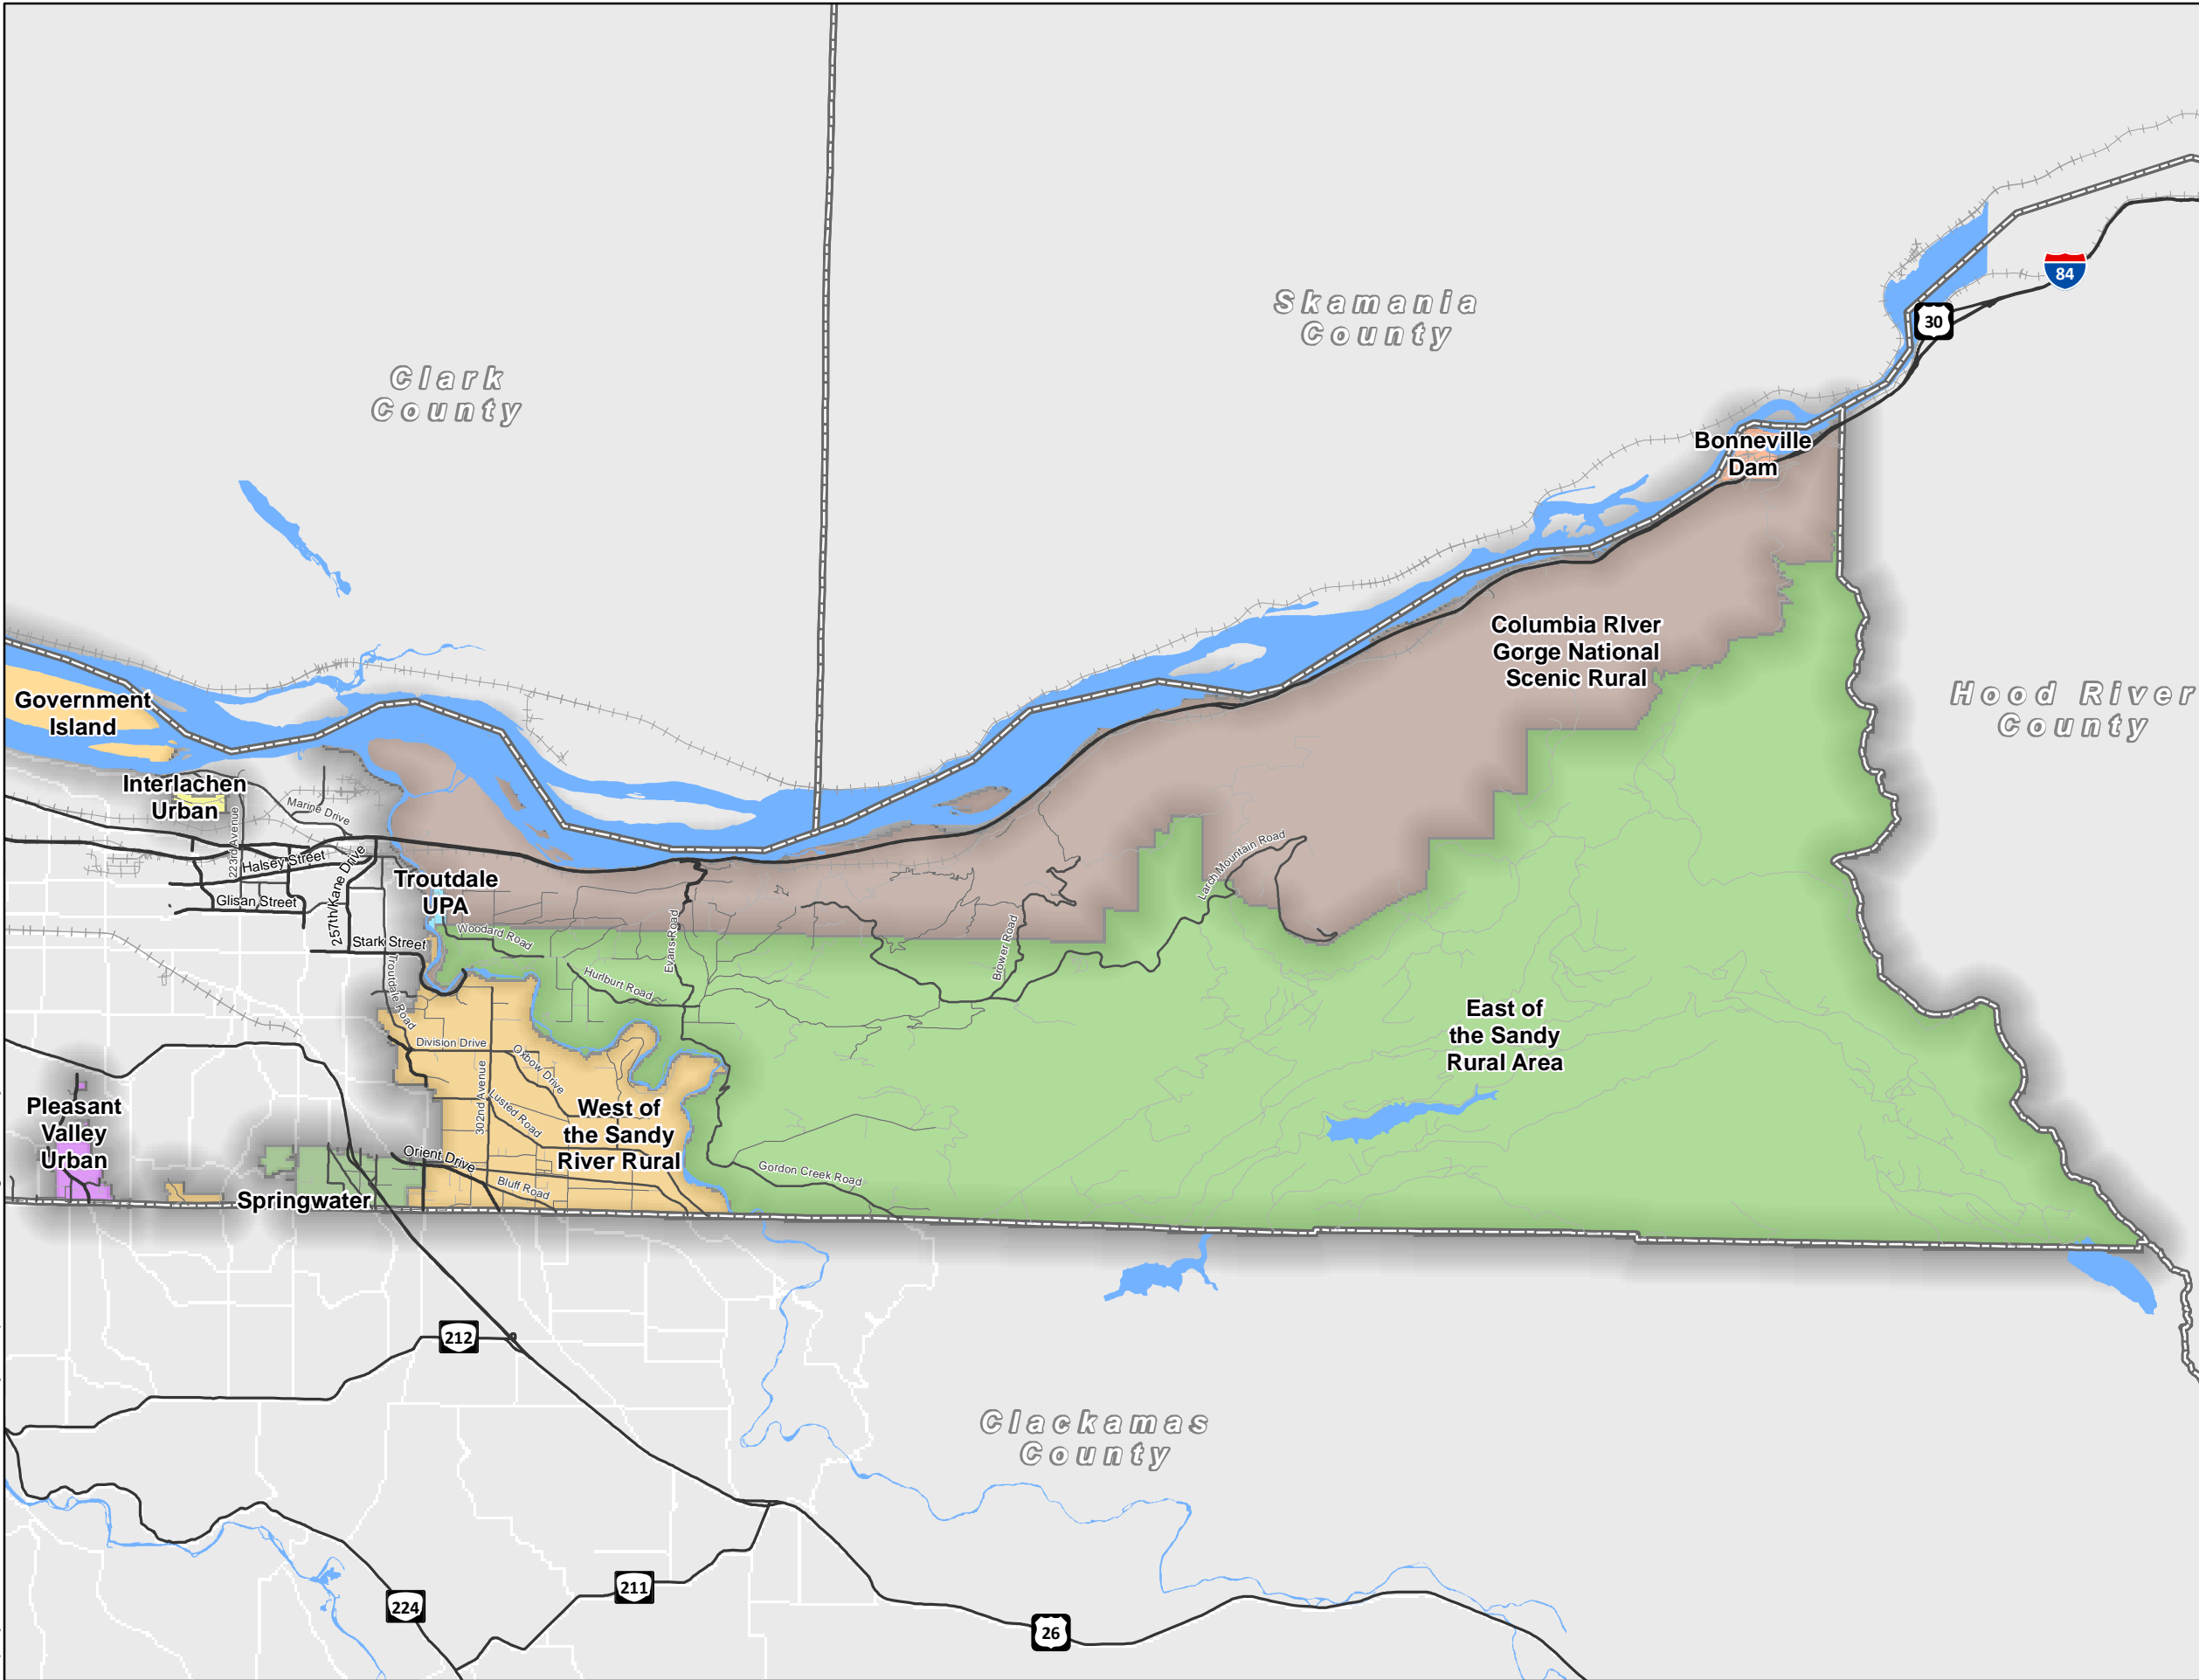 Skamania
County
Clark
County
84
30
Bonneville
Dam
Columbia RIver
Gorge National
Scenic Rural
Hood River
County
Government
Island
Interlachen
Urban
Marine Drive
223rd Avenue
Halsey Street
257th/Kane Drive
Glisan Street
Troutdale
UPA
Larch Mountain Road
Stark Street
Woodard Road
Evans Road
Brower Road
Troutdale Road
Hurlburt Road
East of
the Sandy
Rural Area
Division Drive
Oxbow Drive
302nd Avenue
Lusted Road
West of
the Sandy
River Rural
Pleasant
Valley
Urban
Orient Drive
Gordon Creek Road
Bluff Road
Springwater
212
Clackamas
County
211
224
26